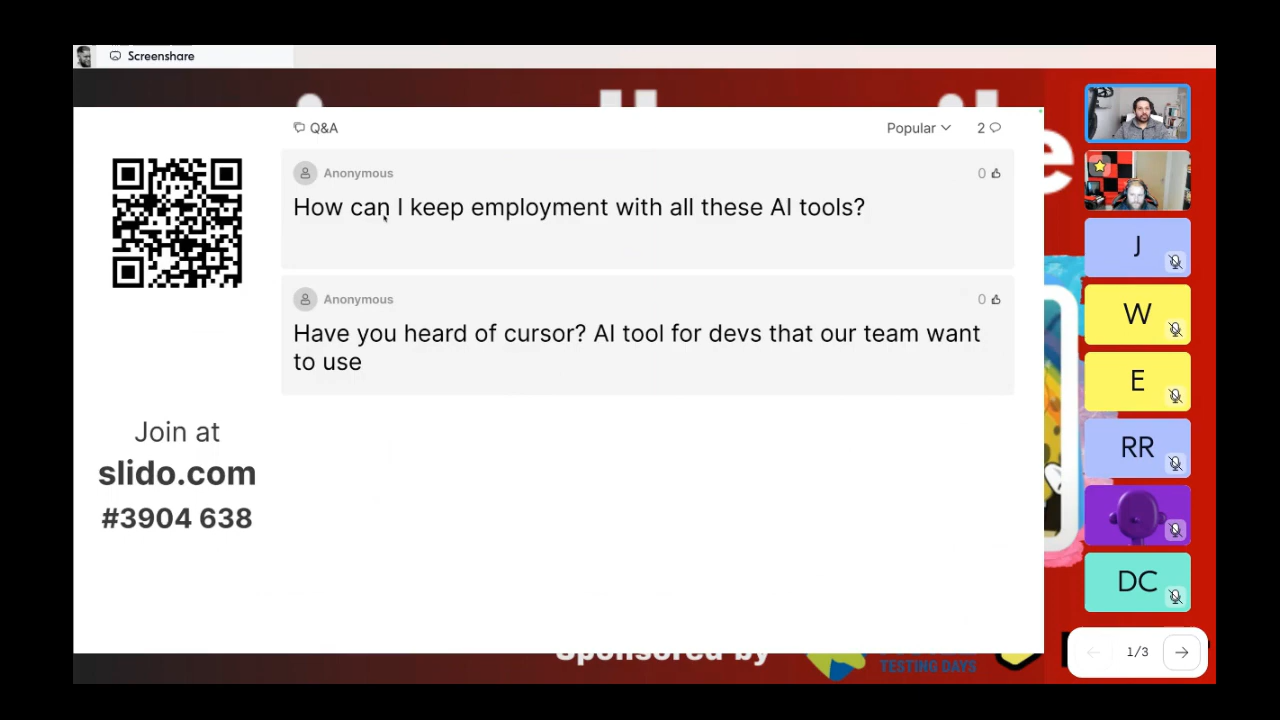 Screenshare
Q&A
Popular
2
Anonymous
0
How can I keep employment with all these AI tools?
Anonymous
0
Have you heard of cursor? AI tool for devs that our team want
to use
Join at
slido.com
#3904 638
J
W
E
RR
DC
1/3
Sponsored by
TESTING DAYS